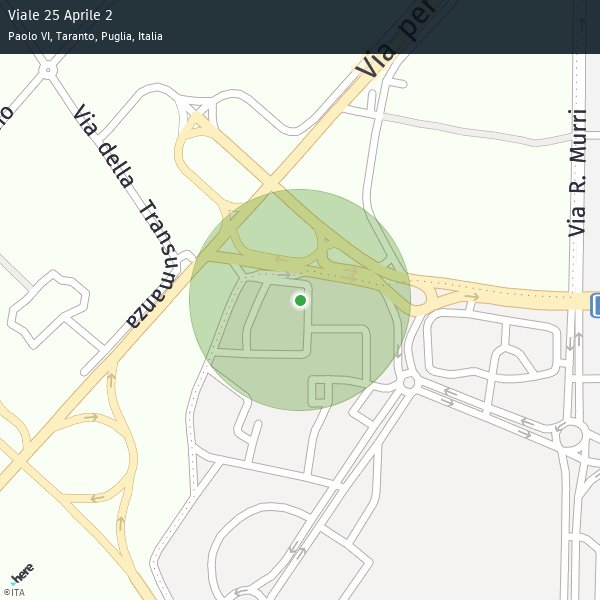 Viale 25 Aprile 2
Paolo VI, Taranto, Puglia, Italia
Via per
Via della Transumanza
Via R. Murri
here
©ITA